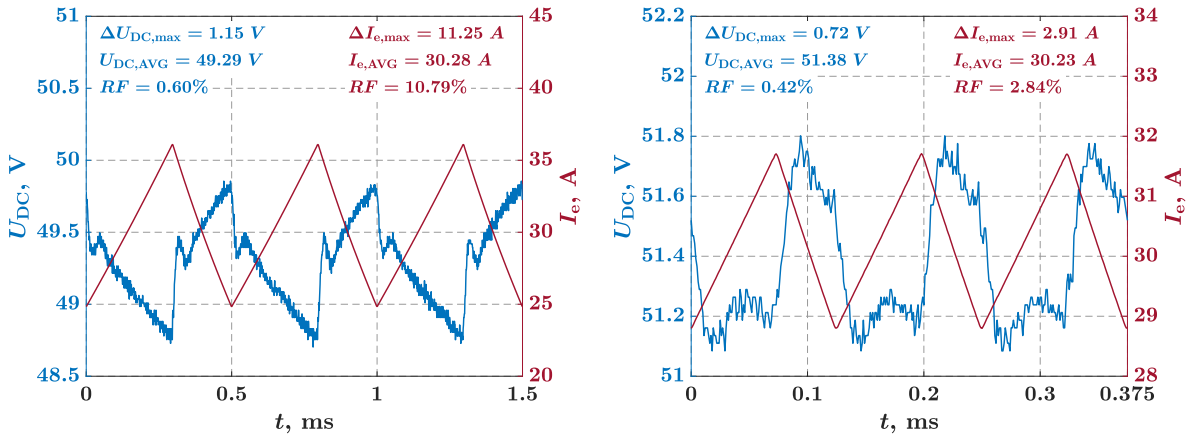 51
50.5
50
49.5
49
48.5
U_DC, V
ΔU_DC,max = 1.15 V
U_DC,AVG = 49.29 V
RF = 0.60%
ΔI_e,max = 11.25 A
I_e,AVG = 30.28 A
RF = 10.79%
45
40
35
30
25
20
I_e, A
0 0.5 1 1.5
t, ms
52.2
52
51.8
51.6
51.4
51.2
51
U_DC, V
ΔU_DC,max = 0.72 V
U_DC,AVG = 51.38 V
RF = 0.42%
ΔI_e,max = 2.91 A
I_e,AVG = 30.23 A
RF = 2.84%
34
33
32
31
30
29
28
I_e, A
0 0.1 0.2 0.3 0.375
t, ms